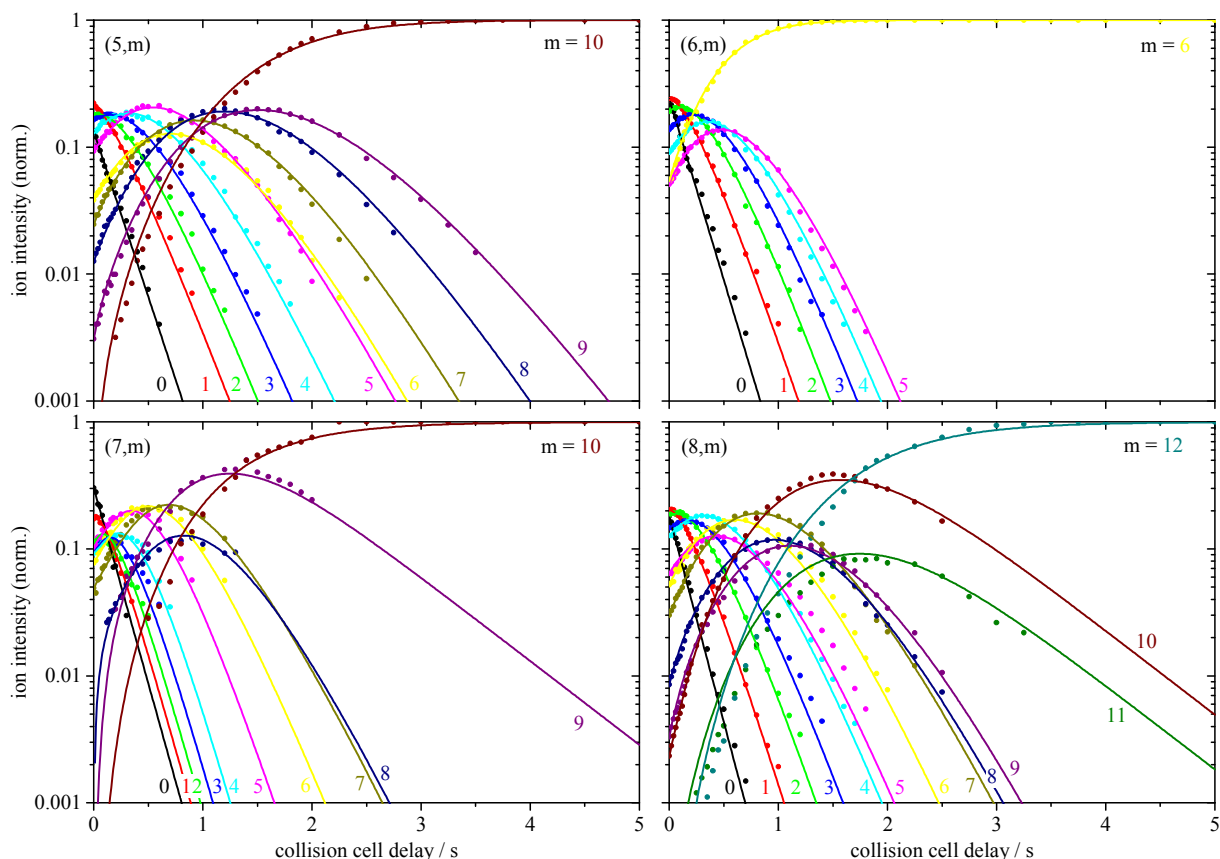 1
(5,m)
m = 10
(6,m)
m = 6
ion intensity (norm.)
0.1
0.01
0.001
0 1 2 3 4 5 6 7 8 9
0 1 2 3 4 5
1
(7,m)
m = 10
(8,m)
m = 12
ion intensity (norm.)
0.1
0.01
0.001
0 1 2 3 4 5 6 7 8 9
0 1 2 3 4 5 6 7 8 9 10 11
0 1 2 3 4 5
0 1 2 3 4 5
collision cell delay / s
collision cell delay / s